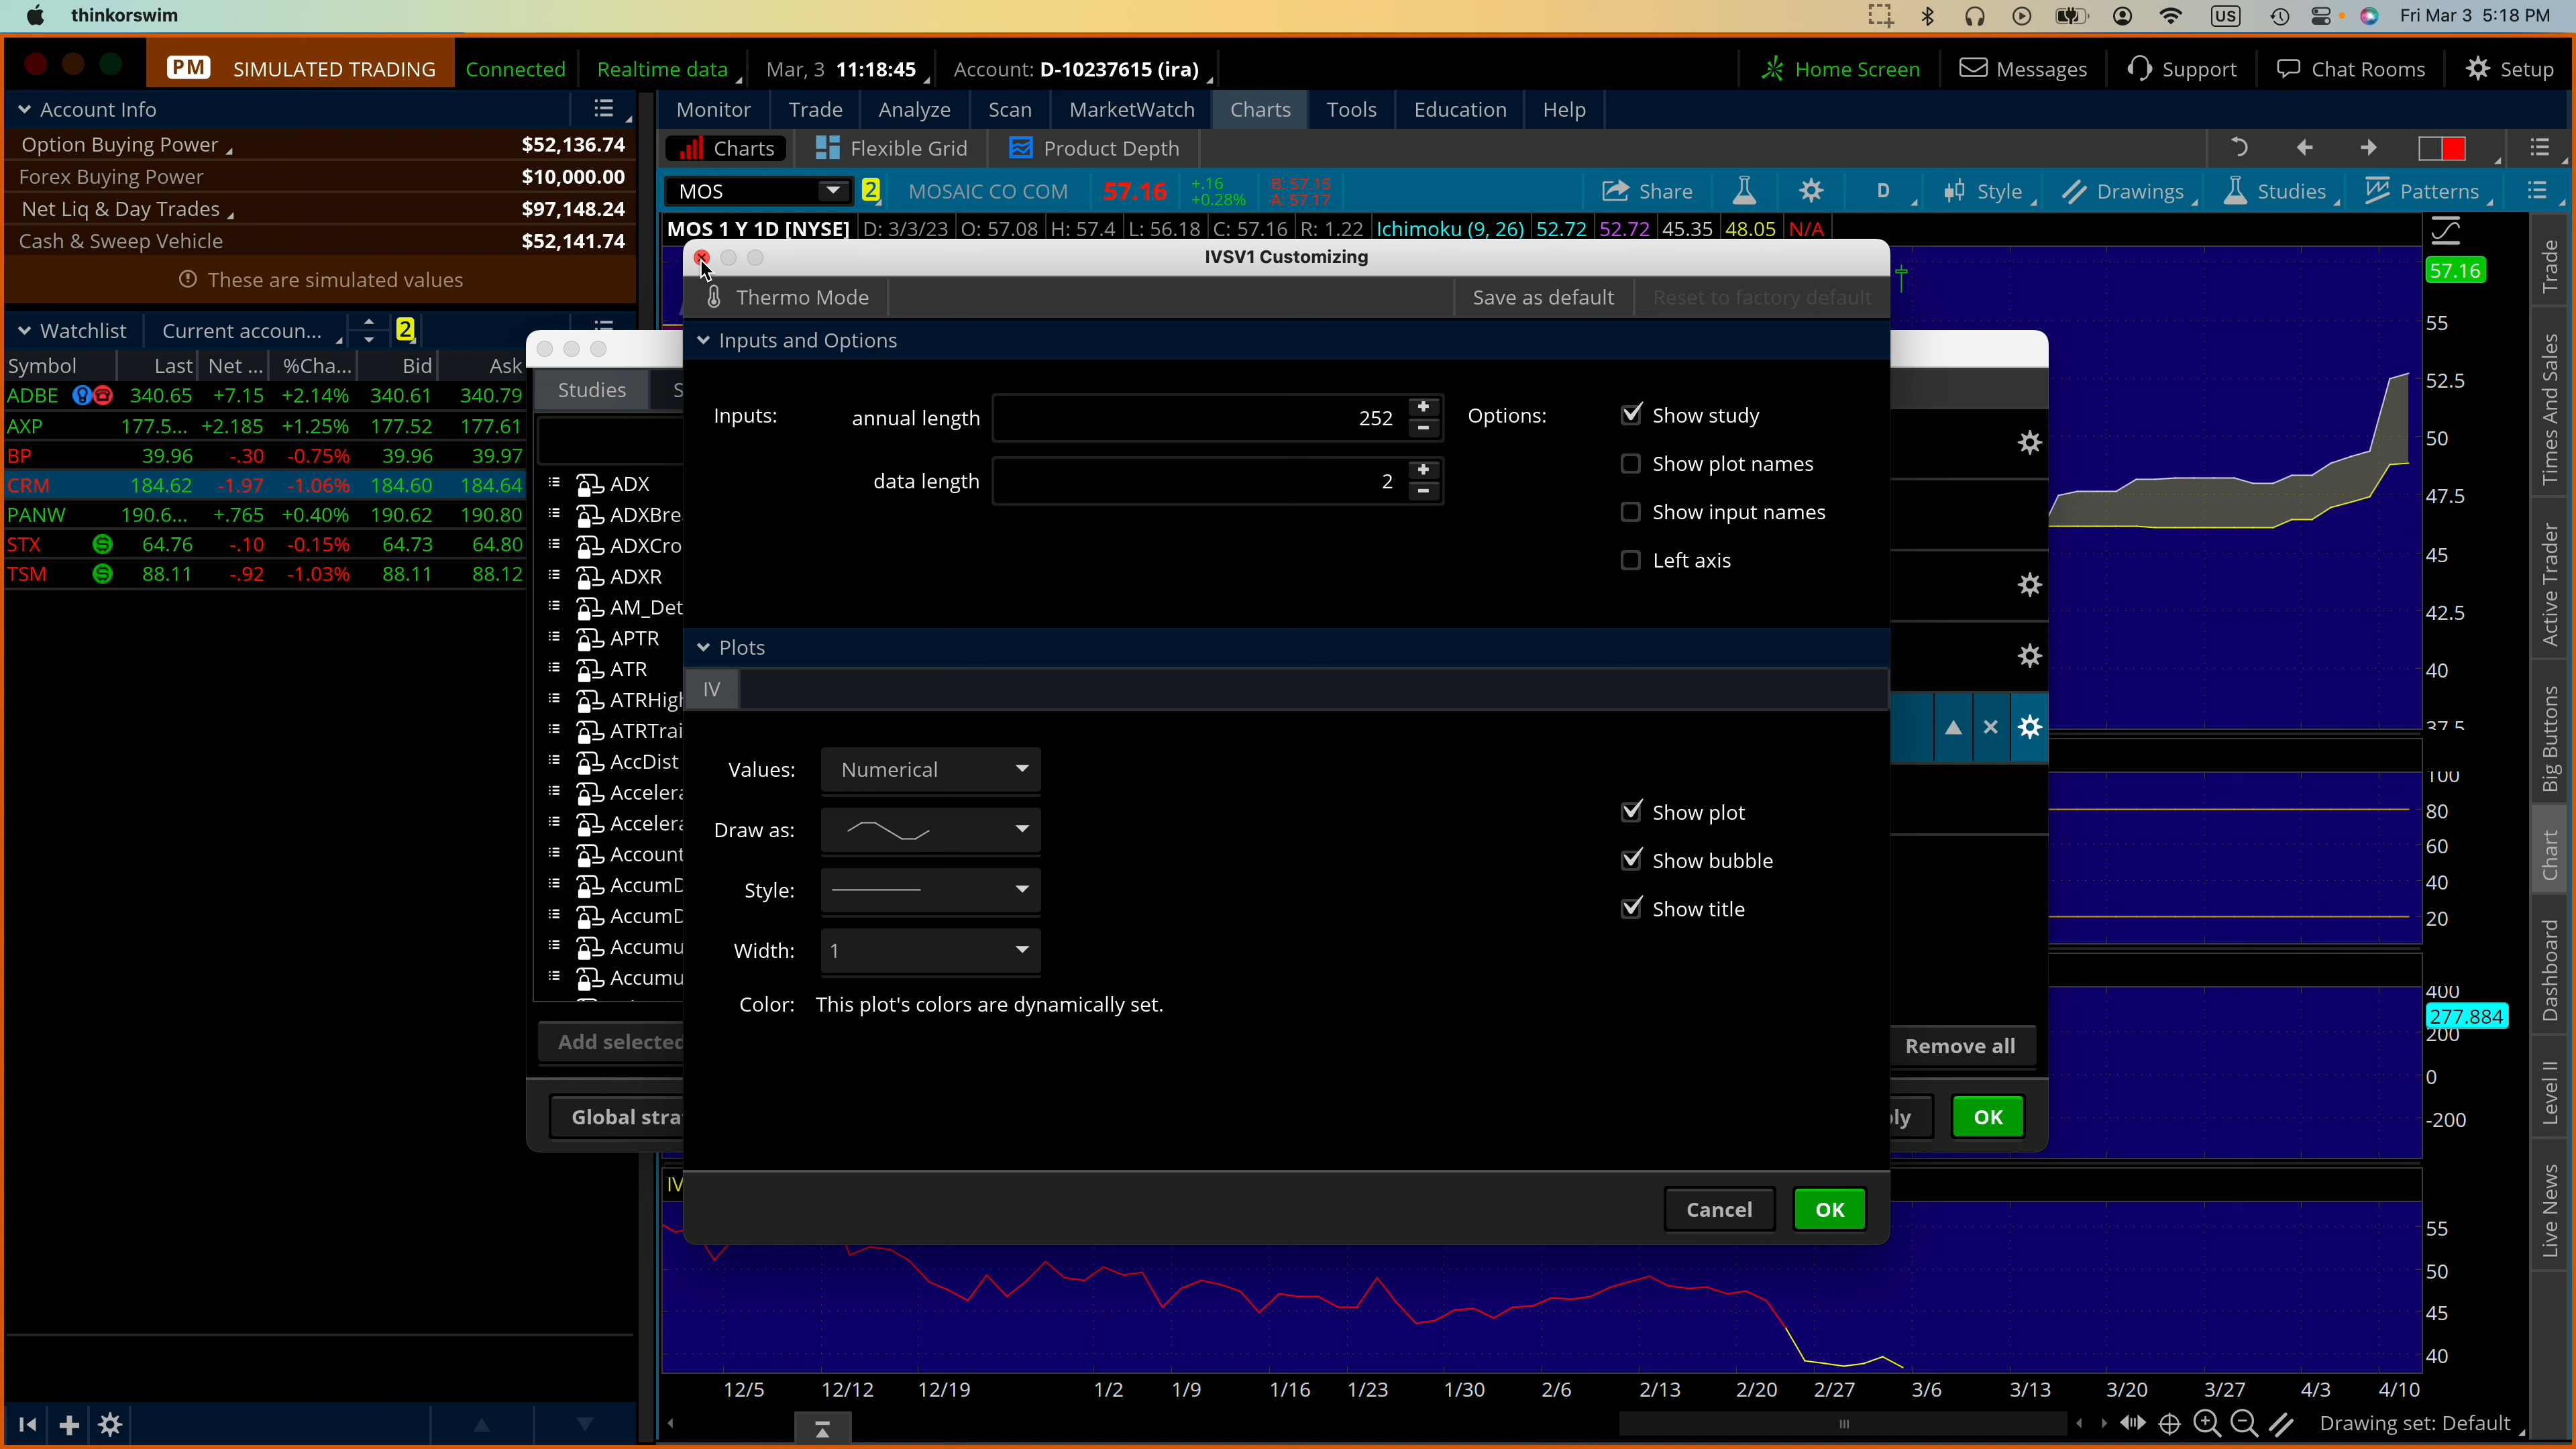 thinkorswim US Fri Mar 3 5:18 PM
PM SIMULATED TRADING Connected Realtime data Mar, 3 11:18:45 Account: D-10237615 (ira) Home Screen Messages Support Chat Rooms Setup
Account Info
Option Buying Power $52,136.74
Forex Buying Power $10,000.00
Net Liq & Day Trades $97,148.24
Cash & Sweep Vehicle $52,141.74
These are simulated values
Watchlist Current accoun... 2
Symbol Last Net ... %Cha... Bid Ask
ADBE 340.65 +7.15 +2.14% 340.61 340.79
AXP 177.5... +2.185 +1.25% 177.52 177.61
BP 39.96 -.30 -0.75% 39.96 39.97
CRM 184.62 -1.97 -1.06% 184.60 184.64
PANW 190.6... +.765 +0.40% 190.62 190.80
STX 64.76 -.10 -0.15% 64.73 64.80
TSM 88.11 -.92 -1.03% 88.11 88.12
Monitor Trade Analyze Scan MarketWatch Charts Tools Education Help
Charts Flexible Grid Product Depth
MOS 2 MOSAIC CO COM 57.16 +.16 +0.28% B: 57.15 A: 57.17 Share D Style Drawings Studies Patterns
MOS 1 Y 1D [NYSE] D: 3/3/23 O: 57.08 H: 57.4 L: 56.18 C: 57.16 R: 1.22 Ichimoku (9, 26) 52.72 52.72 45.35 48.05 N/A
IVSV1 Customizing
Thermo Mode Save as default Reset to factory default
Inputs and Options
Inputs: annual length 252 Options: Show study
Show plot names
data length 2
Show input names
Left axis
Plots
IV
Values: Numerical
Draw as:
Style:
Width: 1
Color: This plot's colors are dynamically set.
Show plot
Show bubble
Show title
Cancel OK
Studies S
ADX
ADXBre
ADXCro
ADXR
AM_Det
APTR
ATR
ATRHigh
ATRTrai
AccDist
Accelera
Accelera
Account
AccumD
AccumD
Accumu
Accumu
Add selected
Remove all
Global stra
ply OK
57.16
55
52.5
50
47.5
45
42.5
40
37.5
100
80
60
40
20
400
277.884
200
0
-200
IV
55
50
45
40
12/5 12/12 12/19 1/2 1/9 1/16 1/23 1/30 2/6 2/13 2/20 2/27 3/6 3/13 3/20 3/27 4/3 4/10
Drawing set: Default
Trade
Times And Sales
Active Trader
Big Buttons
Chart
Dashboard
Level II
Live News